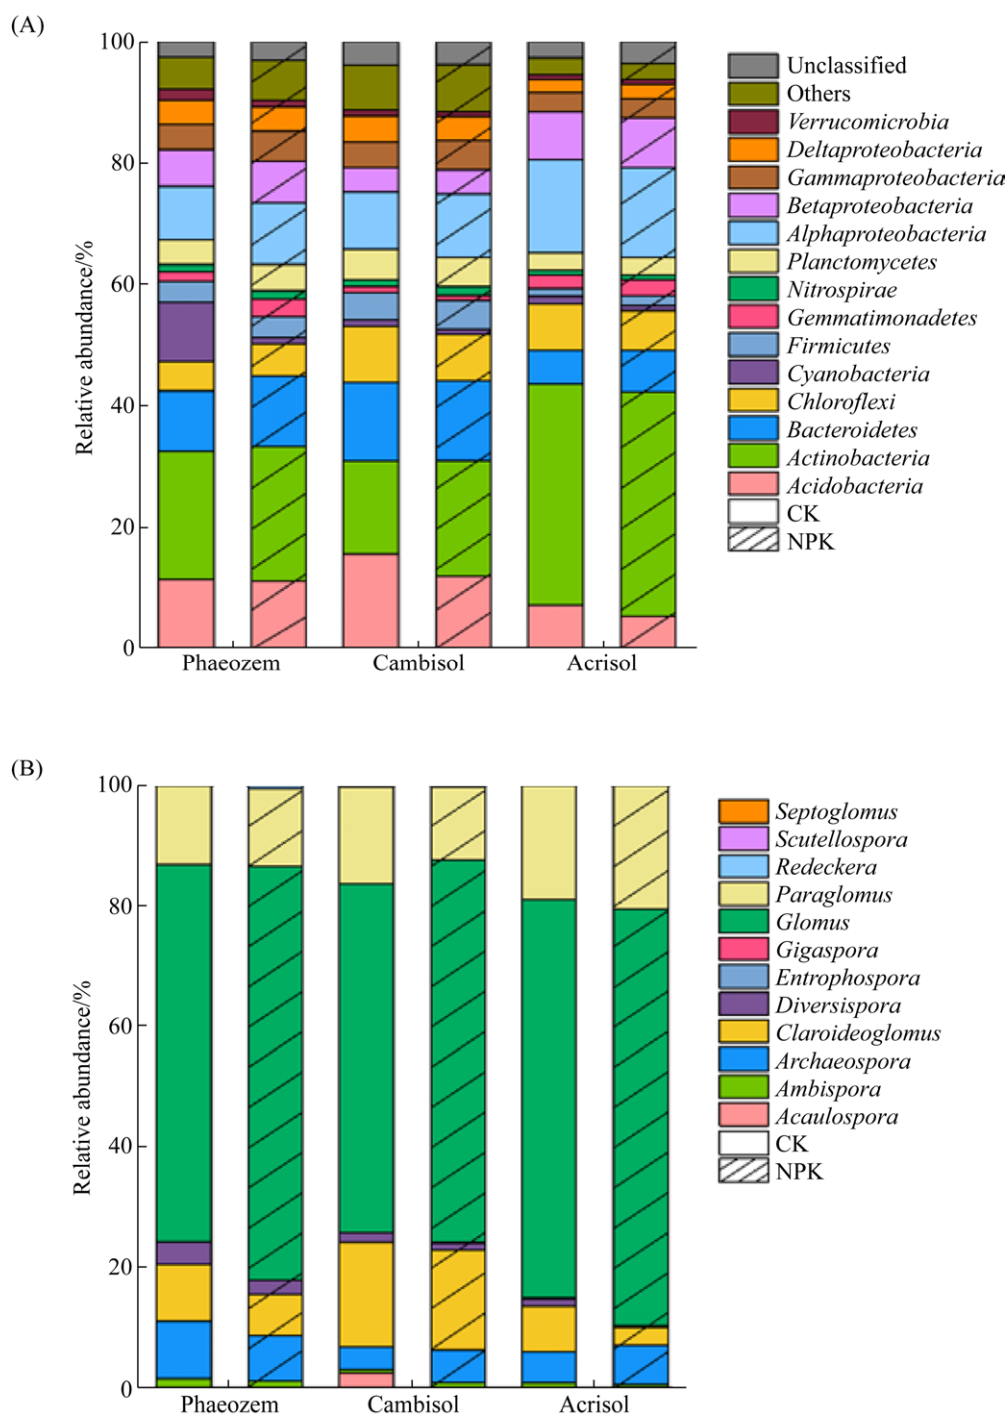 (A)
100
80
60
40
20
0
Relative abundance/%
Phaeozem
Cambisol
Acrisol
Unclassified
Others
Verrucomicrobia
Deltaproteobacteria
Gammaproteobacteria
Betaproteobacteria
Alphaproteobacteria
Planctomycetes
Nitrospirae
Gemmatimonadetes
Firmicutes
Cyanobacteria
Chloroflexi
Bacteroidetes
Actinobacteria
Acidobacteria
CK
NPK
(B)
100
80
60
40
20
0
Relative abundance/%
Phaeozem
Cambisol
Acrisol
Septoglomus
Scutellospora
Redeckera
Paraglomus
Glomus
Gigaspora
Entrophospora
Diversispora
Claroideoglomus
Archaeospora
Ambispora
Acaulospora
CK
NPK